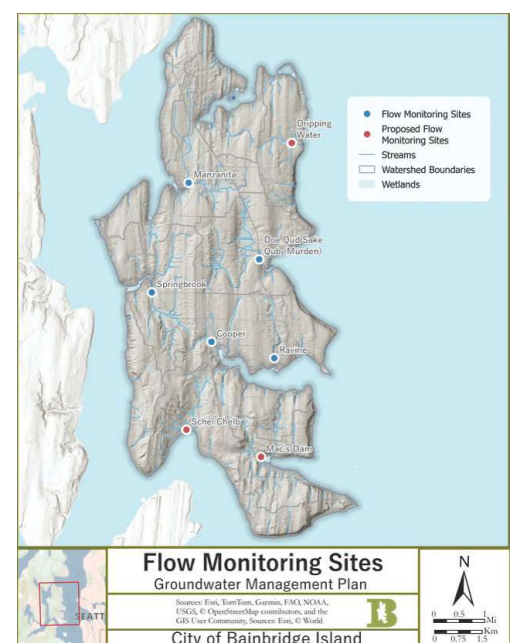 Dripping
Water
Manzanita
Doe Qud Sake
Qub, Murden)
Springbrook
Cooper
Ravine
Schel Chelb
Mac's Dam
Flow Monitoring Sites
Proposed Flow
Monitoring Sites
Streams
Watershed Boundaries
Wetlands
SEATT
Flow Monitoring Sites
Groundwater Management Plan
Sources: Esri, TomTom, Garmin, FAO, NOAA,
USGS, © OpenStreetMap contributors, and the
GIS User Community, Sources: Esri, © World
B
City of Bainbridge Island
N
0 0.5 1 Mi
Km
0 0.75 1.5